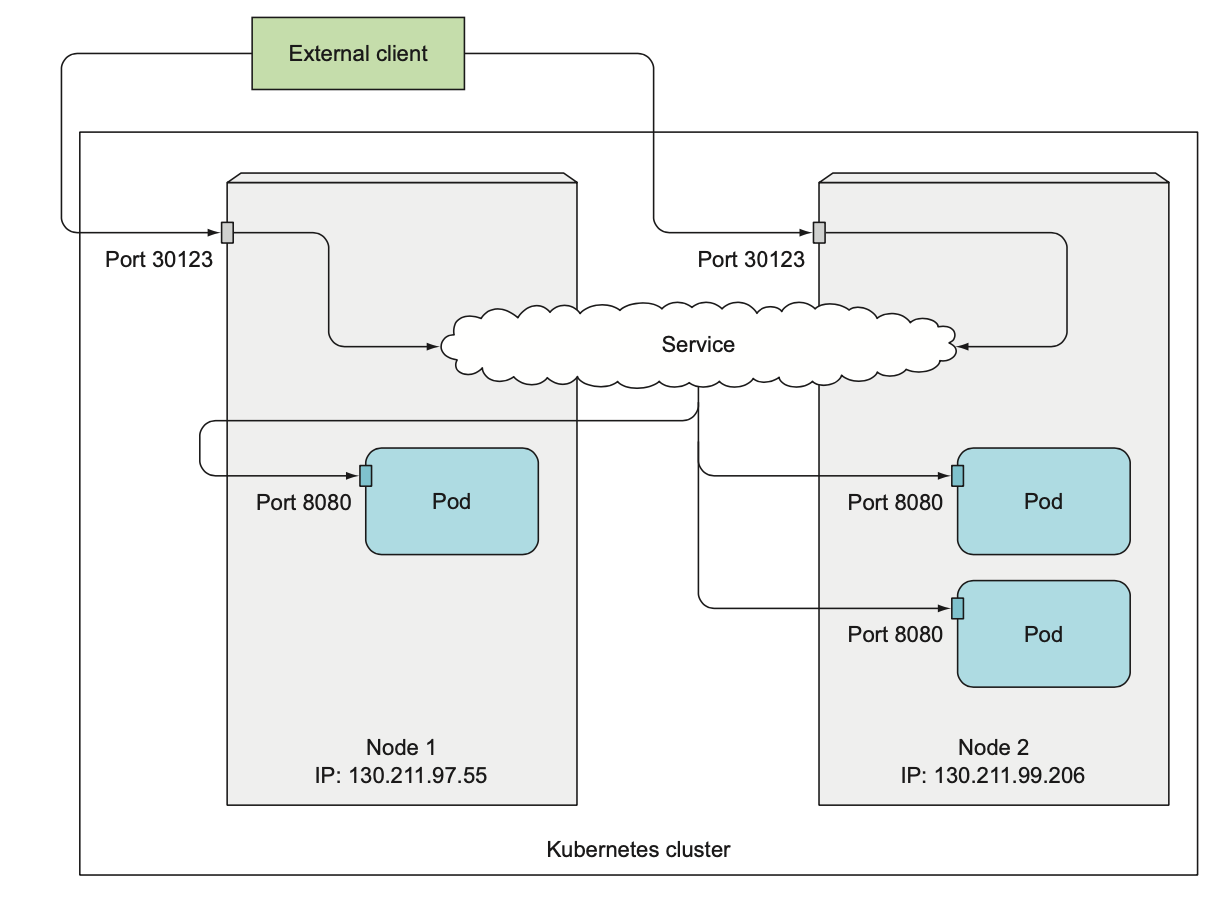 External client
Port 30123
Port 30123
Service
Port 8080
Pod
Port 8080
Pod
Port 8080
Pod
Node 1
IP: 130.211.97.55
Node 2
IP: 130.211.99.206
Kubernetes cluster